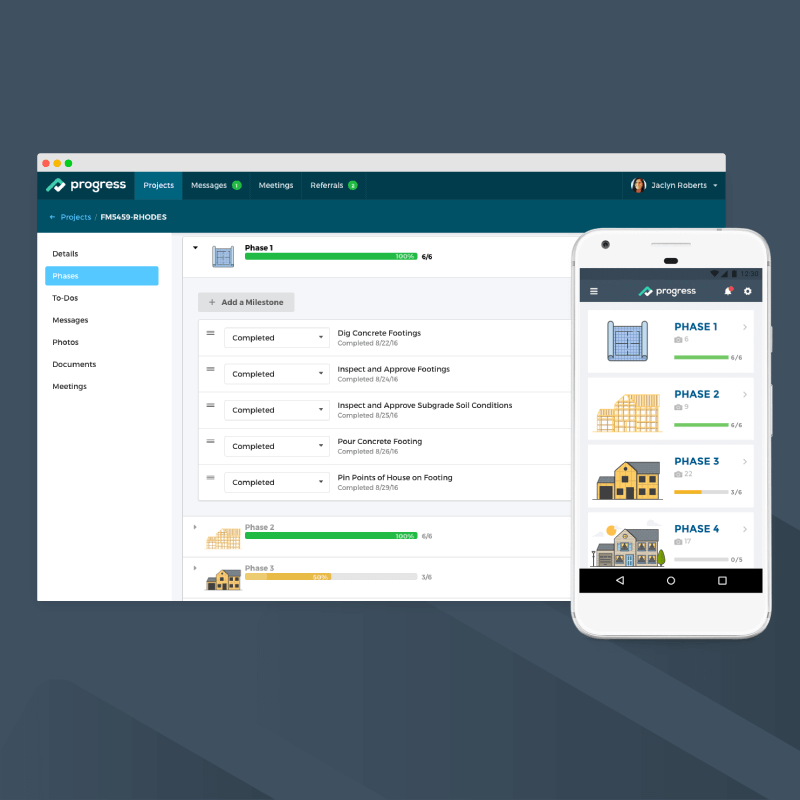 progress
Projects
Messages 1
Meetings
Referrals 2
Jaclyn Roberts
← Projects / FM5459-RHODES
Details
Phases
To-Dos
Messages
Photos
Documents
Meetings
Phase 1
100% 6/6
+ Add a Milestone
Completed
Dig Concrete Footings
Completed 8/22/16
Completed
Inspect and Approve Footings
Completed 8/24/16
Completed
Inspect and Approve Subgrade Soil Conditions
Completed 8/25/16
Completed
Pour Concrete Footing
Completed 8/26/16
Completed
Pin Points of House on Footing
Completed 8/29/16
Phase 2
100% 6/6
Phase 3
50% 3/6
12:30
progress
PHASE 1
6
6/6
PHASE 2
9
6/6
PHASE 3
22
3/6
PHASE 4
17
0/5